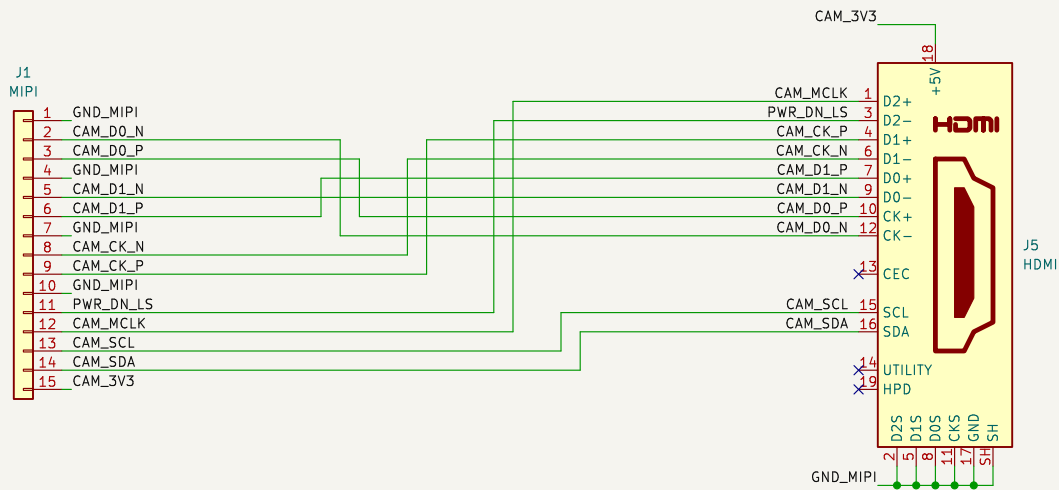 CAM_3V3
18
+5V
J1
MIPI
1 GND_MIPI
2 CAM_D0_N
3 CAM_D0_P
4 GND_MIPI
5 CAM_D1_N
6 CAM_D1_P
7 GND_MIPI
8 CAM_CK_N
9 CAM_CK_P
10 GND_MIPI
11 PWR_DN_LS
12 CAM_MCLK
13 CAM_SCL
14 CAM_SDA
15 CAM_3V3
CAM_MCLK 1 D2+
PWR_DN_LS 3 D2-
CAM_CK_P 4 D1+
CAM_CK_N 6 D1-
CAM_D1_P 7 D0+
CAM_D1_N 9 D0-
CAM_D0_P 10 CK+
CAM_D0_N 12 CK-
13 CEC
CAM_SCL 15 SCL
CAM_SDA 16 SDA
14 UTILITY
19 HPD
HDMI
J5
HDMI
D2S D1S D0S CKS GND SH
2 5 8 11 17 SH
GND_MIPI